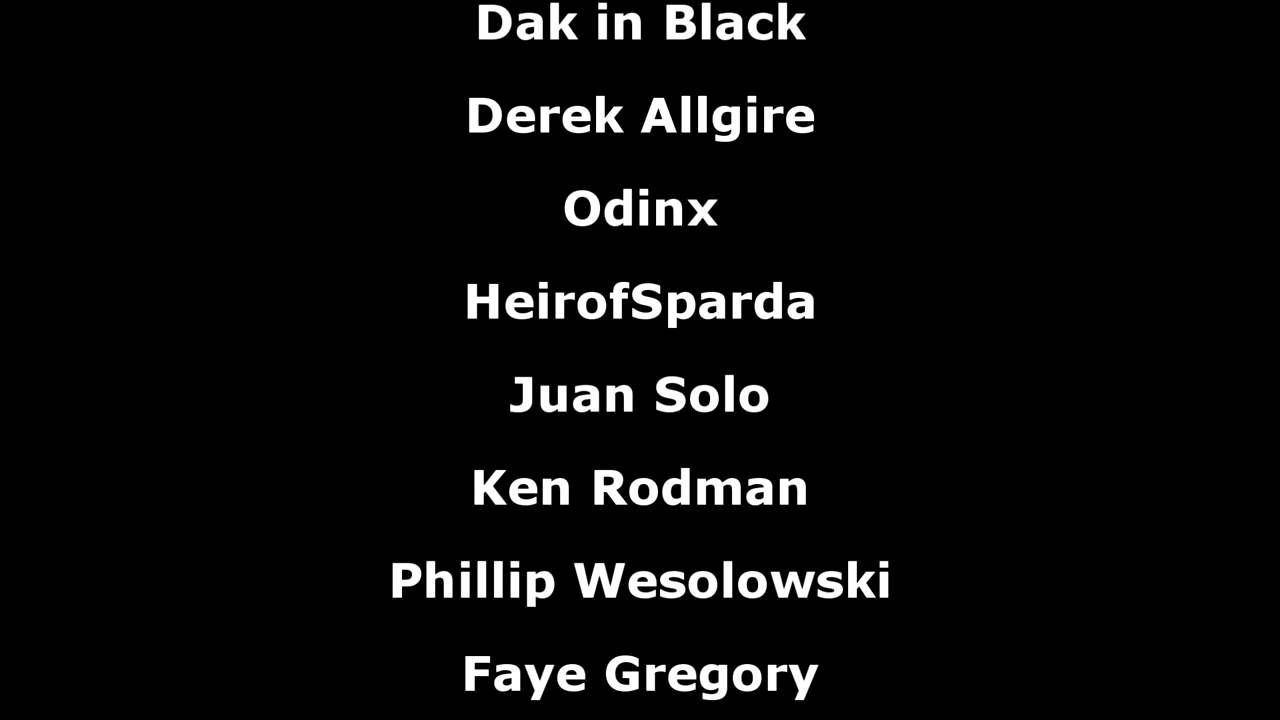 Dak in Black
Derek Allgire
Odinx
HeirofSparda
Juan Solo
Ken Rodman
Phillip Wesolowski
Faye Gregory